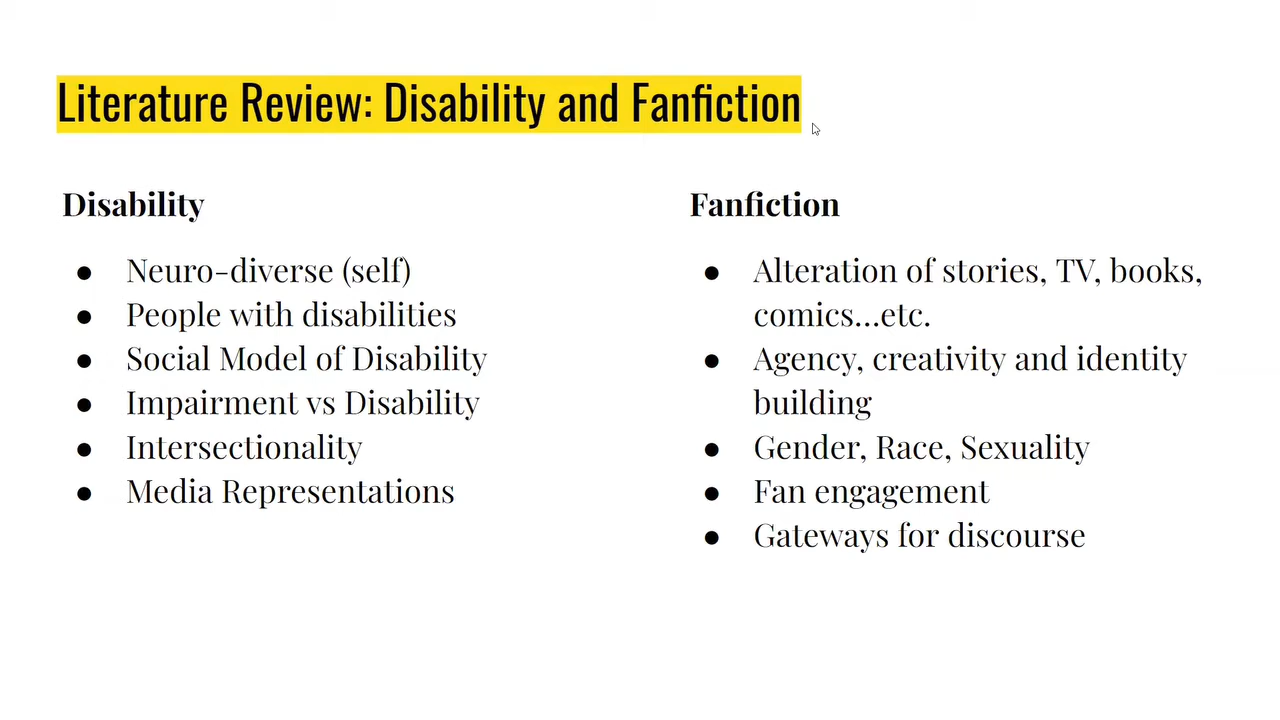 Literature Review: Disability and Fanfiction
Disability
● Neuro-diverse (self)
● People with disabilities
● Social Model of Disability
● Impairment vs Disability
● Intersectionality
● Media Representations
Fanfiction
● Alteration of stories, TV, books,
comics...etc.
● Agency, creativity and identity
building
● Gender, Race, Sexuality
● Fan engagement
● Gateways for discourse